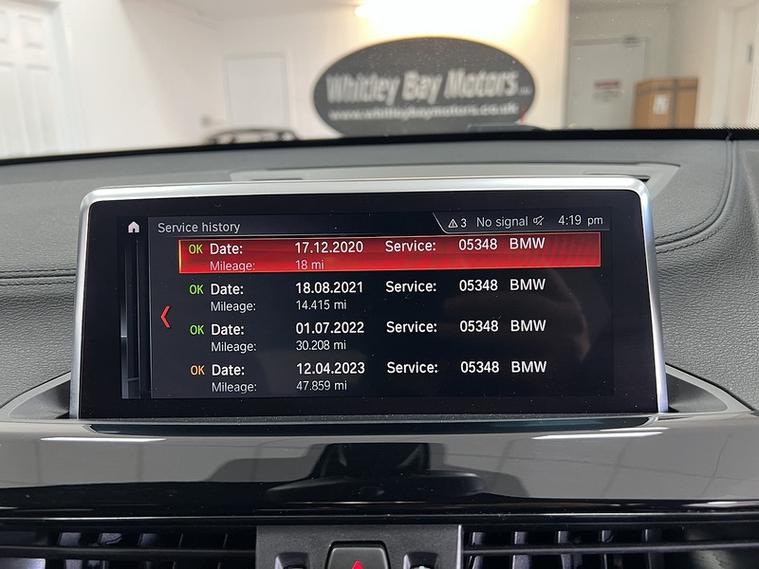 Whitley Bay Motors
www.whitleybaymotors.co.uk
Service history
3 No signal 4:19 pm
OK Date: 17.12.2020 Service: 05348 BMW
Mileage: 18 mi
OK Date: 18.08.2021 Service: 05348 BMW
Mileage: 14.415 mi
OK Date: 01.07.2022 Service: 05348 BMW
Mileage: 30.208 mi
OK Date: 12.04.2023 Service: 05348 BMW
Mileage: 47.859 mi